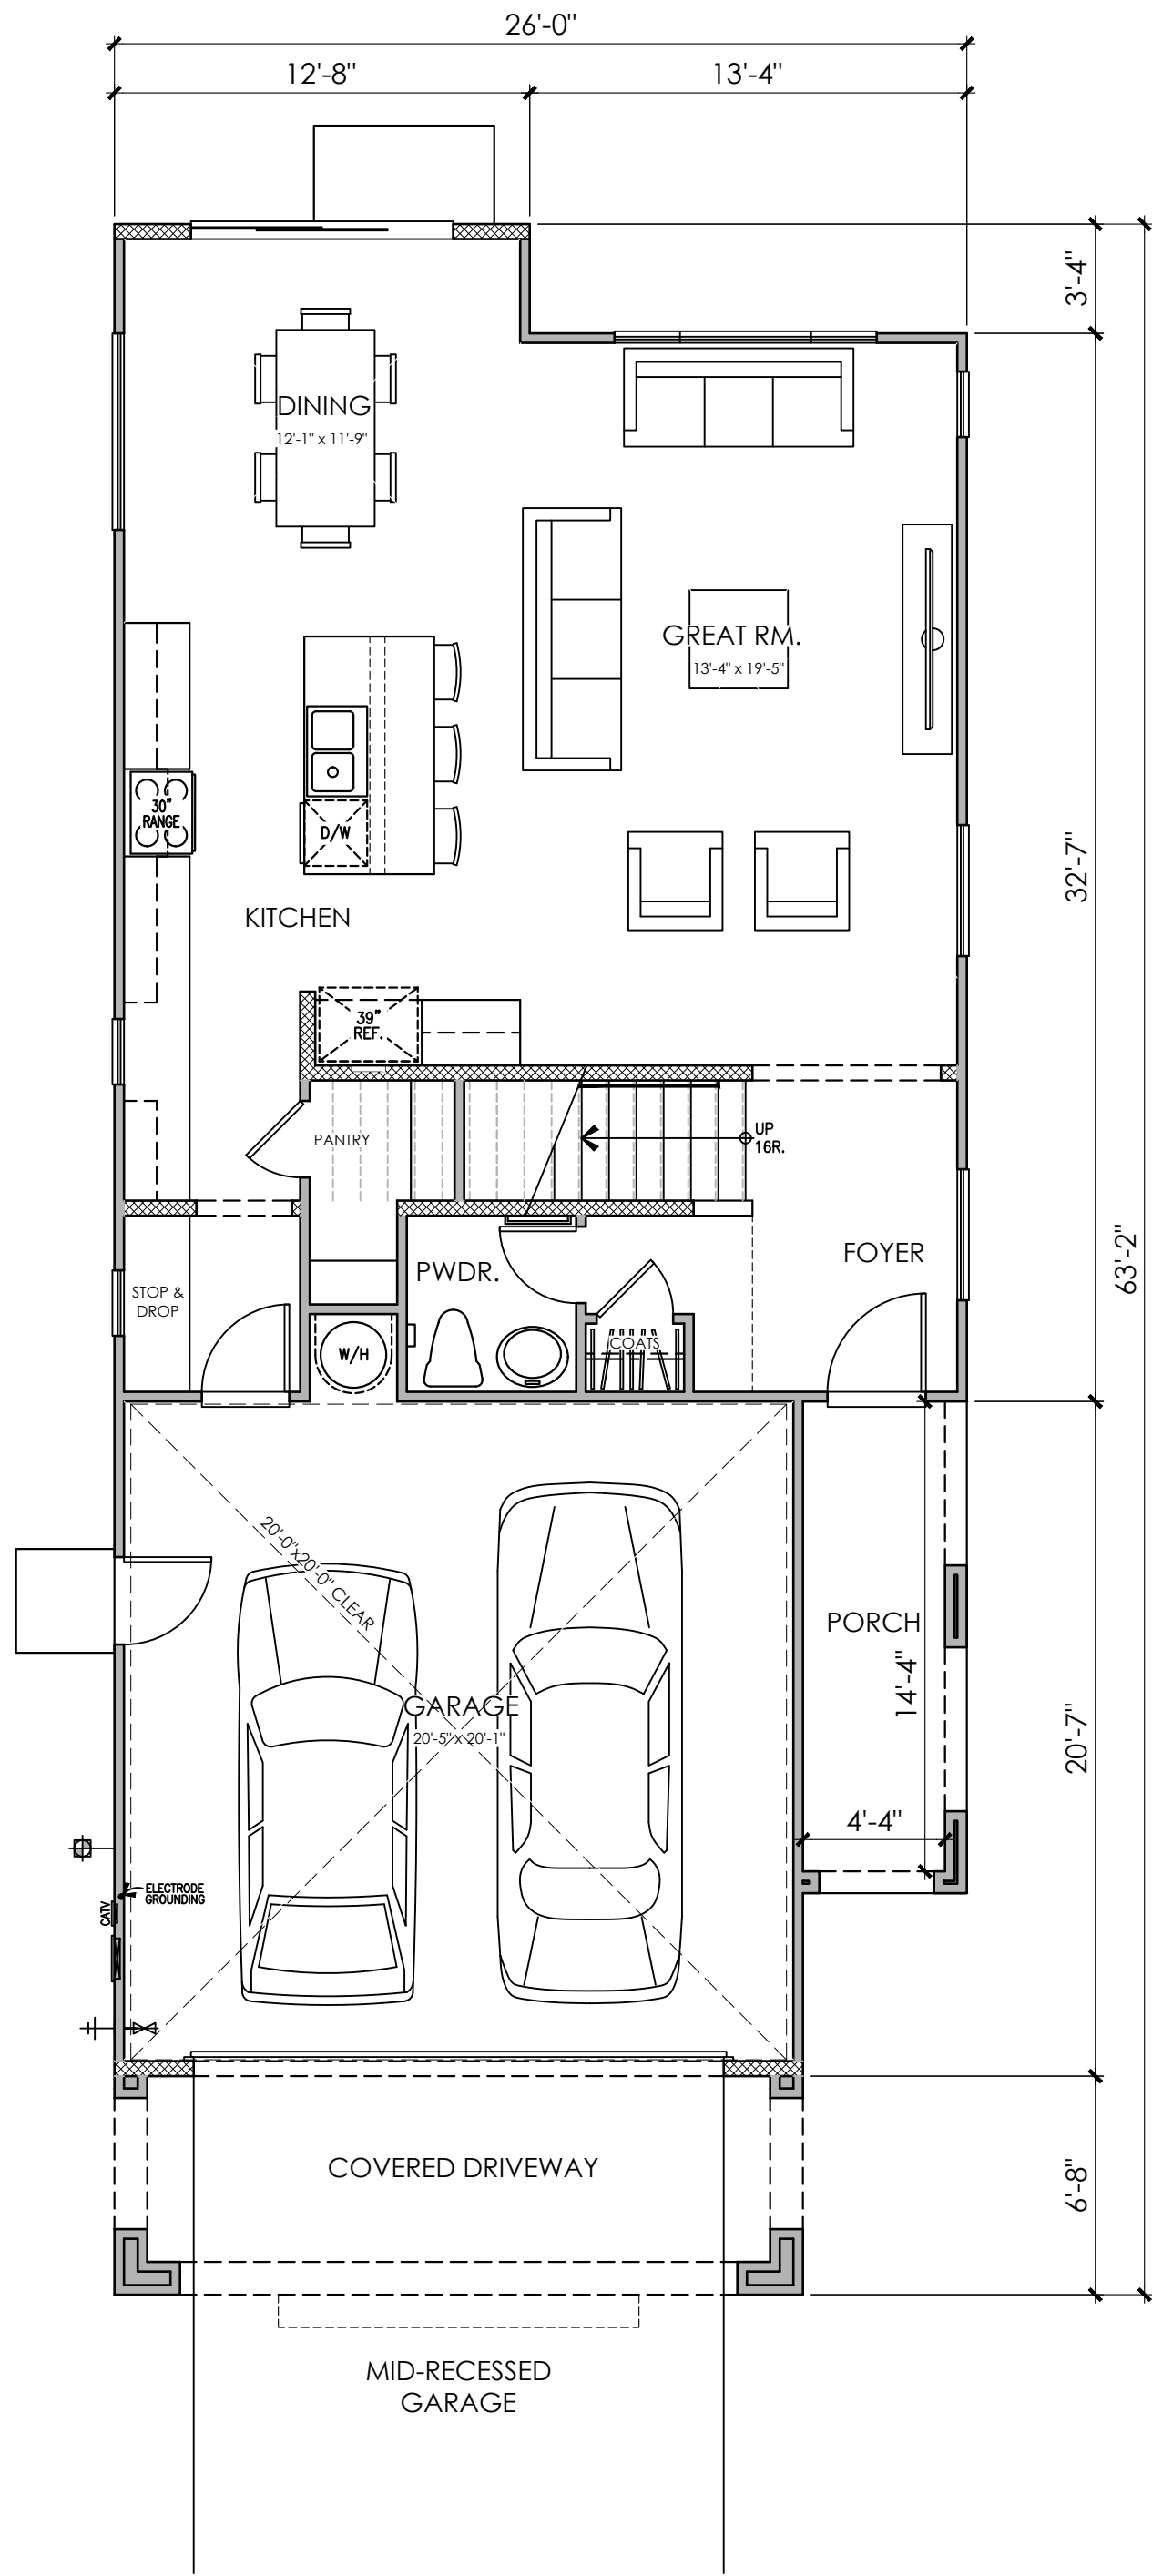 26'-0"
12'-8"
13'-4"
3'-4"
DINING
12'-1" x 11'-9"
GREAT RM.
13'-4" x 19'-5"
30"
RANGE
D/W
32'-7"
KITCHEN
39"
REF.
PANTRY
UP
16R.
63'-2"
FOYER
PWDR.
STOP &
DROP
COATS
W/H
20'-0"x20'-0" CLEAR
PORCH
14'-4"
GARAGE
20'-5" x 20'-1"
20'-7"
4'-4"
ELECTRODE
GROUNDING
CATV
COVERED DRIVEWAY
6'-8"
MID-RECESSED
GARAGE